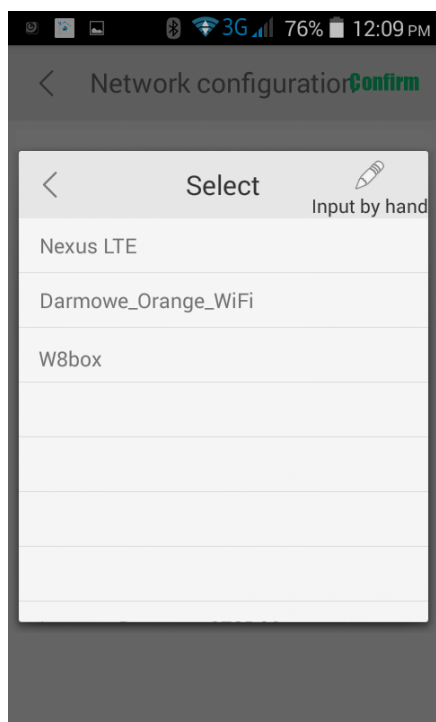 3G 76% 12:09 PM
Network configuration Confirm
Select
Input by hand
Nexus LTE
Darmowe_Orange_WiFi
W8box